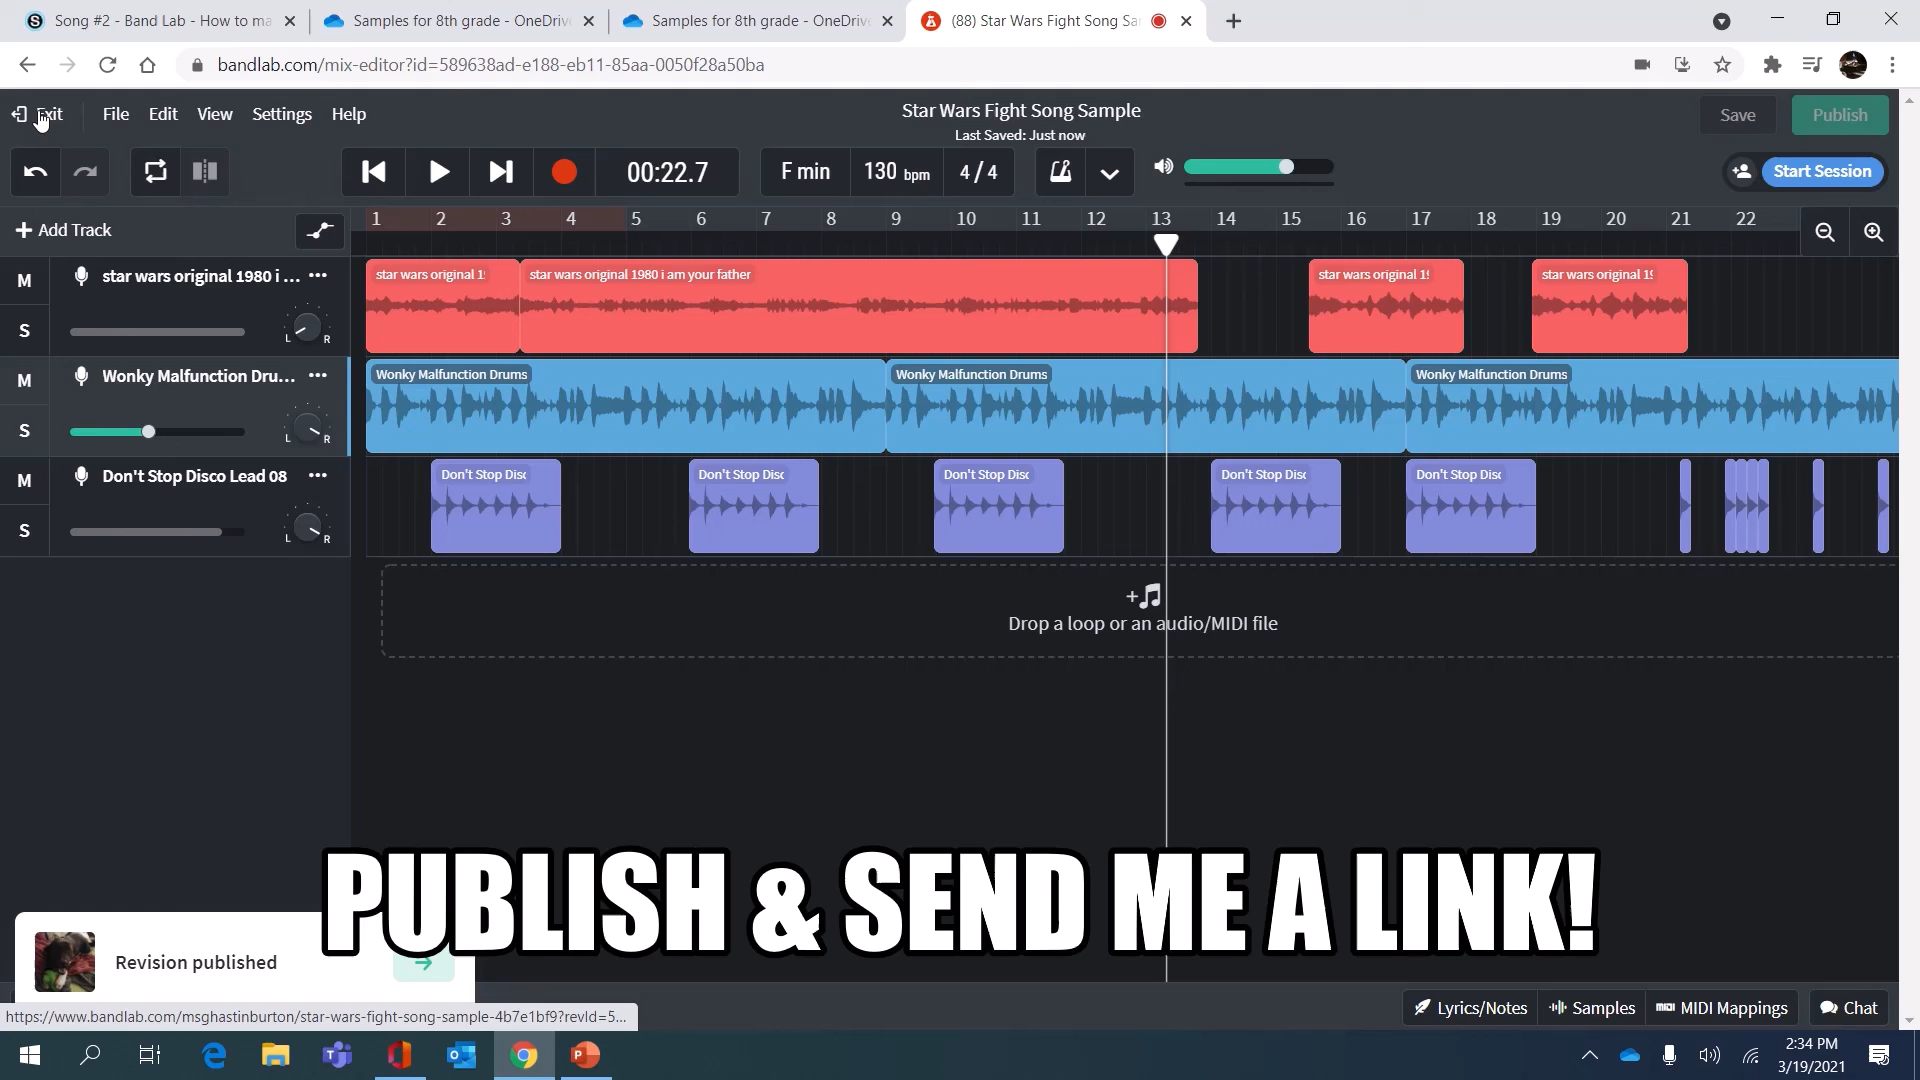 Song #2 - Band Lab - How to ma
Samples for 8th grade - OneDriv
Samples for 8th grade - OneDriv
(88) Star Wars Fight Song Sa
bandlab.com/mix-editor?id=589638ad-e188-eb11-85aa-0050f28a50ba
Exit File Edit View Settings Help
Star Wars Fight Song Sample
Last Saved: Just now
Save Publish
00:22.7
F min 130 bpm 4 / 4
Start Session
+ Add Track
1 2 3 4 5 6 7 8 9 10 11 12 13 14 15 16 17 18 19 20 21 22
M star wars original 1980 i ...
S L R
star wars original 1
star wars original 1980 i am your father
star wars original 1
star wars original 1
M Wonky Malfunction Dru...
S L R
Wonky Malfunction Drums
Wonky Malfunction Drums
Wonky Malfunction Drums
M Don't Stop Disco Lead 08
S L R
Don't Stop Disc
Don't Stop Disc
Don't Stop Disc
Don't Stop Disc
Don't Stop Disc
Drop a loop or an audio/MIDI file
PUBLISH & SEND ME A LINK!
Revision published
https://www.bandlab.com/msghastinburton/star-wars-fight-song-sample-4b7e1bf9?revId=5...
Lyrics/Notes Samples MIDI MIDI Mappings Chat
2:34 PM
3/19/2021